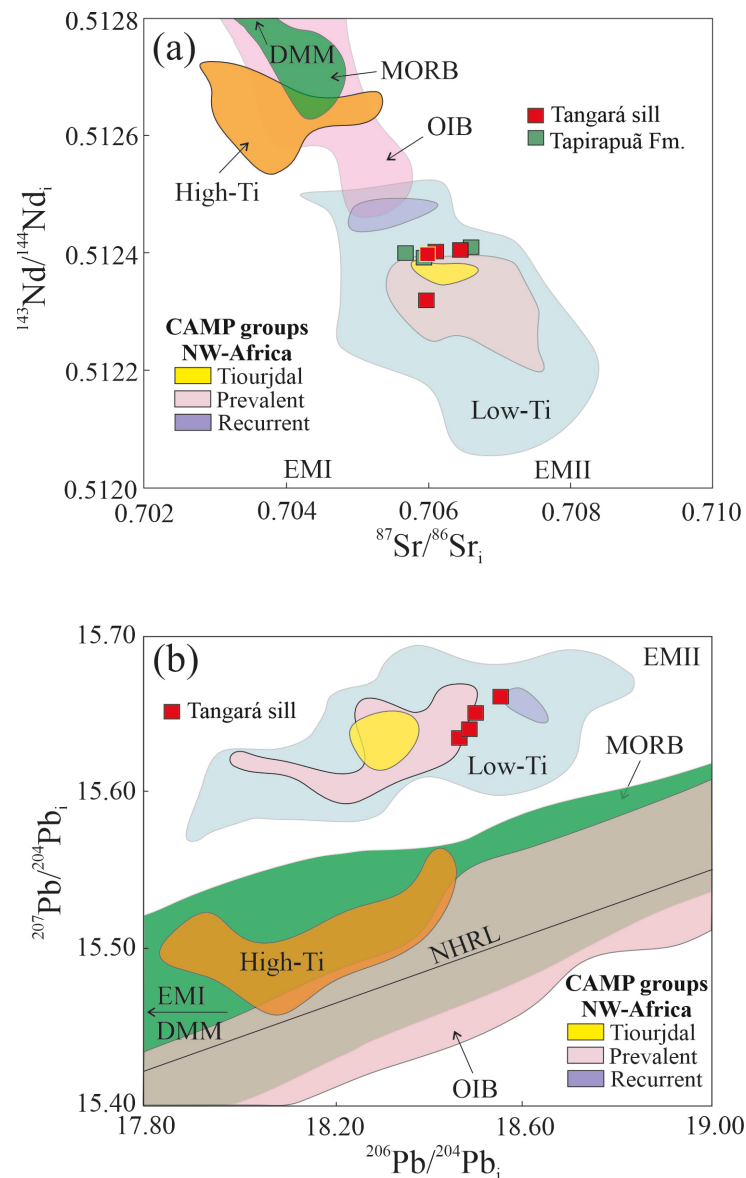 (a)
0.5128
0.5126
0.5124
0.5122
0.5120
¹⁴³Nd/¹⁴⁴Ndᵢ
DMM
MORB
OIB
High-Ti
Tangará sill
Tapirapuã Fm.
CAMP groups
NW-Africa
Tiourjdal
Prevalent
Recurrent
Low-Ti
EMI
EMII
0.702
0.704
0.706
0.708
0.710
⁸⁷Sr/⁸⁶Srᵢ
(b)
15.70
15.60
15.50
15.40
²⁰⁷Pb/²⁰⁴Pbᵢ
Tangará sill
EMII
MORB
Low-Ti
High-Ti
NHRL
EMI
DMM
OIB
CAMP groups
NW-Africa
Tiourjdal
Prevalent
Recurrent
17.80
18.20
18.60
19.00
²⁰⁶Pb/²⁰⁴Pbᵢ